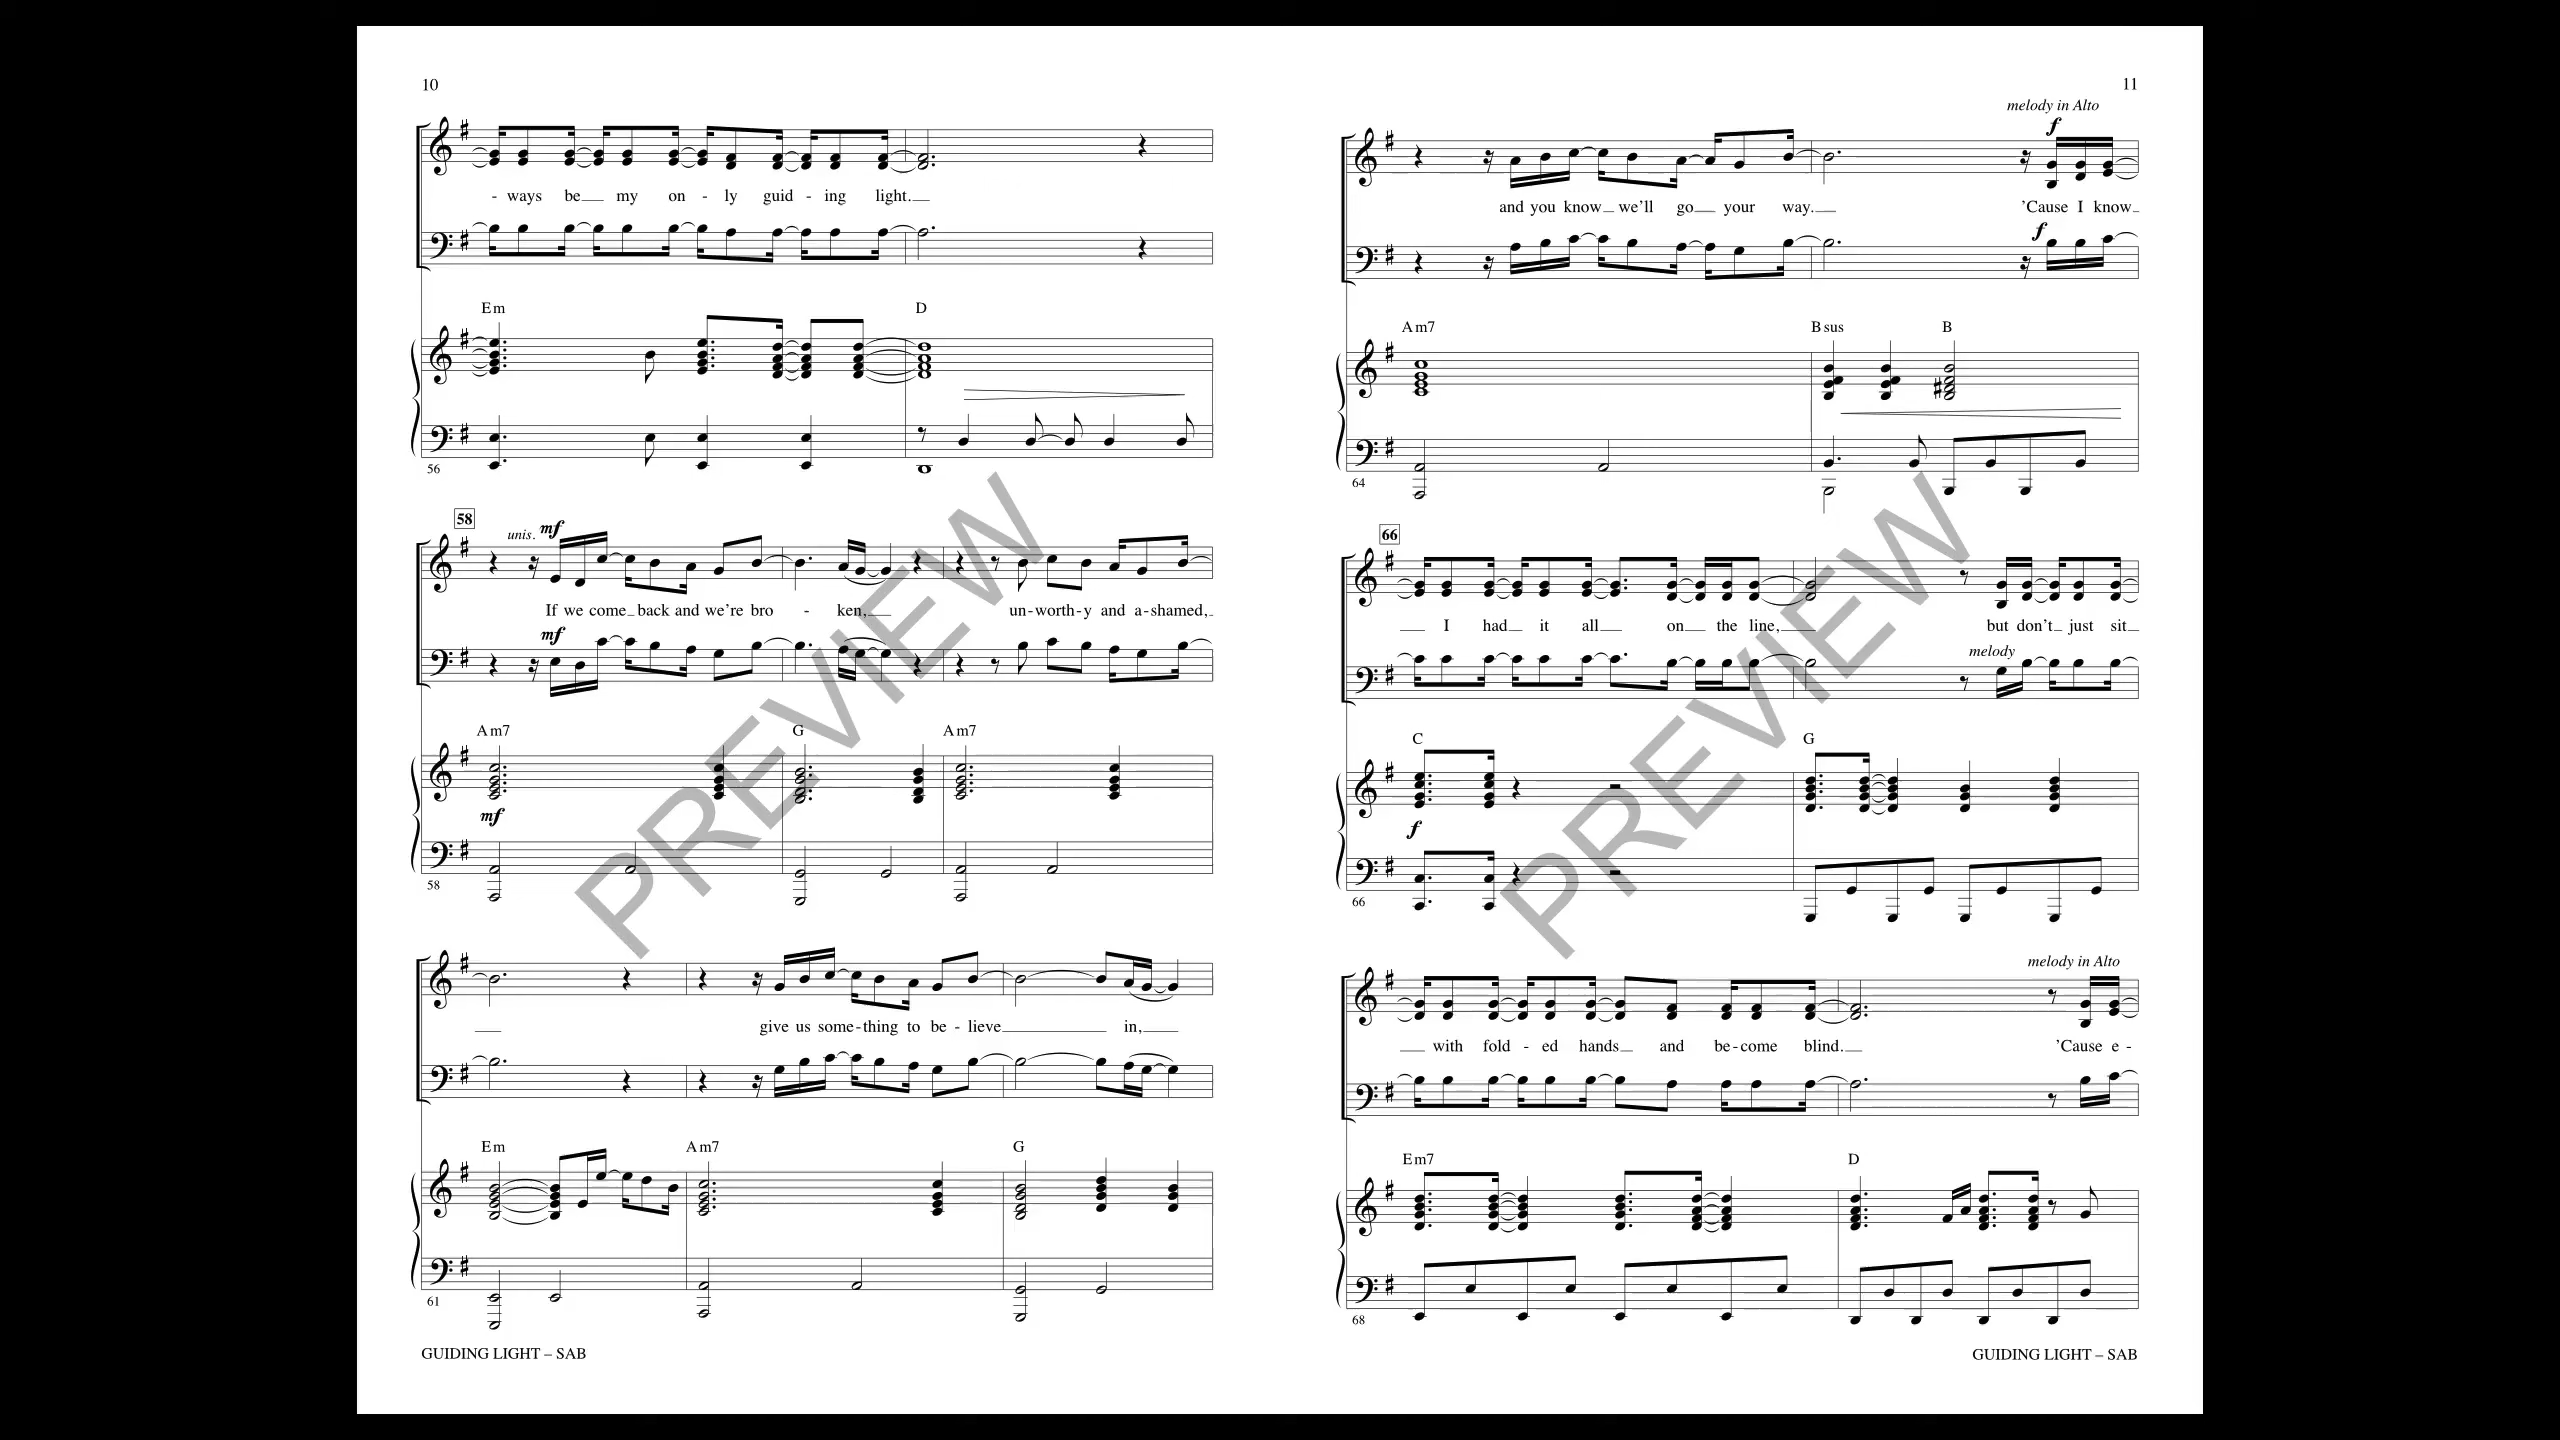 10
- ways be my on - ly guid - ing light.
Em D
56
58
unis. mf
If we come back and we're bro - ken, un-worth-y and a-shamed,
mf
Am7 G Am7
mf
58
give us some-thing to be - lieve in,
Em Am7 G
61
GUIDING LIGHT – SAB
11
melody in Alto
f
and you know we'll go your way. 'Cause I know
f
Am7 Bsus B
64
66
I had it all on the line, but don't just sit
melody
C G
f
66
melody in Alto
with fold - ed hands and be-come blind. 'Cause e -
Em7 D
68
GUIDING LIGHT – SAB
PREVIEW
PREVIEW